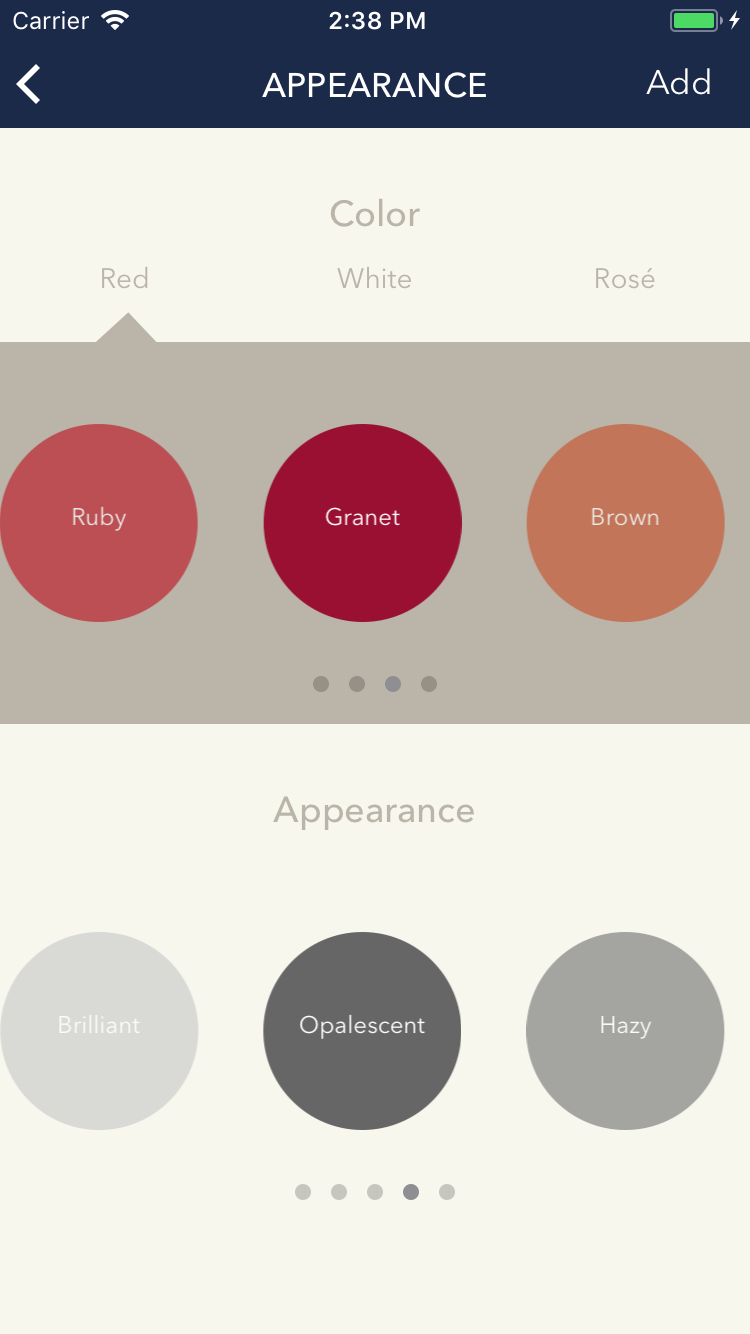 Carrier 2:38 PM
APPEARANCE Add
Color
Red White Rosé
Ruby Granet Brown
Appearance
Brilliant Opalescent Hazy